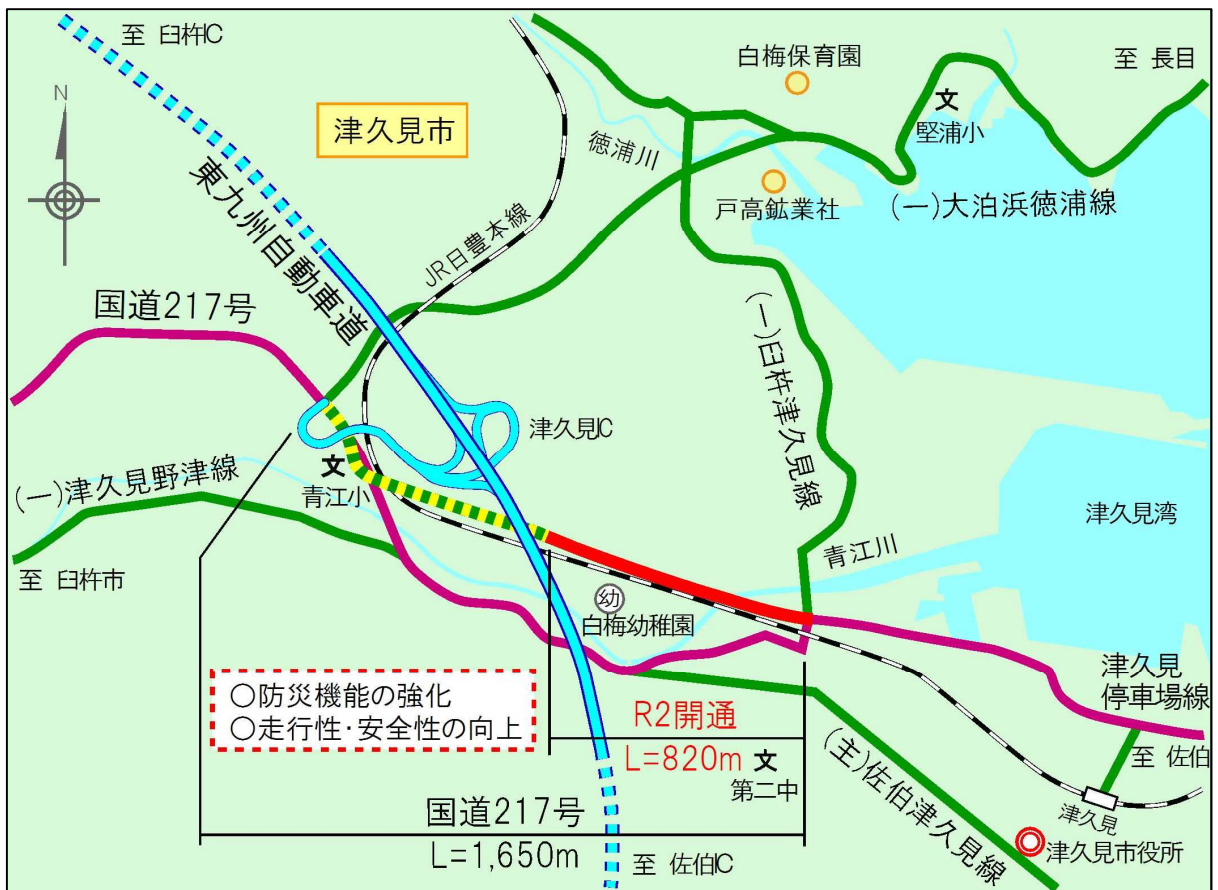 至 臼杵IC
白梅保育園
至 長目
N
文
堅浦小
津久見市
徳浦川
戸高鉱業社
(一)大泊浜徳浦線
東九州自動車道
JR日豊本線
国道217号
(一)臼杵津久見線
津久見IC
文
青江小
(一)津久見野津線
津久見湾
青江川
至 臼杵市
幼
白梅幼稚園
○防災機能の強化
○走行性・安全性の向上
R2開通
L=820m
文
第二中
津久見
停車場線
至 佐伯
(主)佐伯津久見線
津久見
国道217号
L=1,650m
至 佐伯IC
津久見市役所